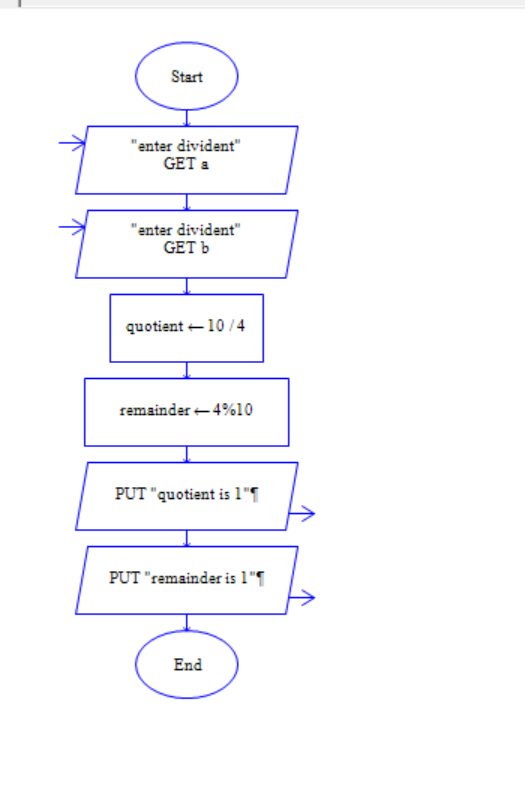 Start
"enter divident"
GET a
"enter divident"
GET b
quotient ← 10 / 4
remainder ← 4%10
PUT "quotient is 1"¶
PUT "remainder is 1"¶
End